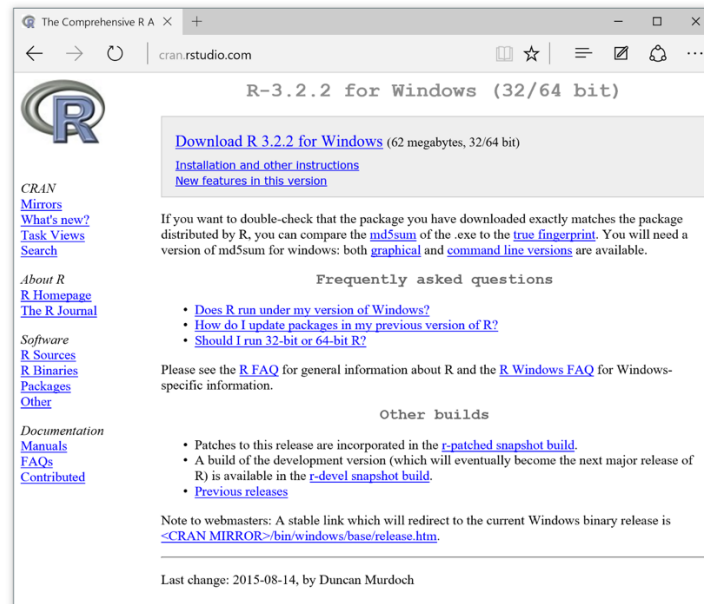 The Comprehensive R A
cran.rstudio.com
R
CRAN
Mirrors
What's new?
Task Views
Search
About R
R Homepage
The R Journal
Software
R Sources
R Binaries
Packages
Other
Documentation
Manuals
FAQs
Contributed
R-3.2.2 for Windows (32/64 bit)
Download R 3.2.2 for Windows (62 megabytes, 32/64 bit)
Installation and other instructions
New features in this version
If you want to double-check that the package you have downloaded exactly matches the package
distributed by R, you can compare the md5sum of the .exe to the true fingerprint. You will need a
version of md5sum for windows: both graphical and command line versions are available.
Frequently asked questions
• Does R run under my version of Windows?
• How do I update packages in my previous version of R?
• Should I run 32-bit or 64-bit R?
Please see the R FAQ for general information about R and the R Windows FAQ for Windows-
specific information.
Other builds
• Patches to this release are incorporated in the r-patched snapshot build.
• A build of the development version (which will eventually become the next major release of
R) is available in the r-devel snapshot build.
• Previous releases
Note to webmasters: A stable link which will redirect to the current Windows binary release is
<CRAN MIRROR>/bin/windows/base/release.htm.
Last change: 2015-08-14, by Duncan Murdoch